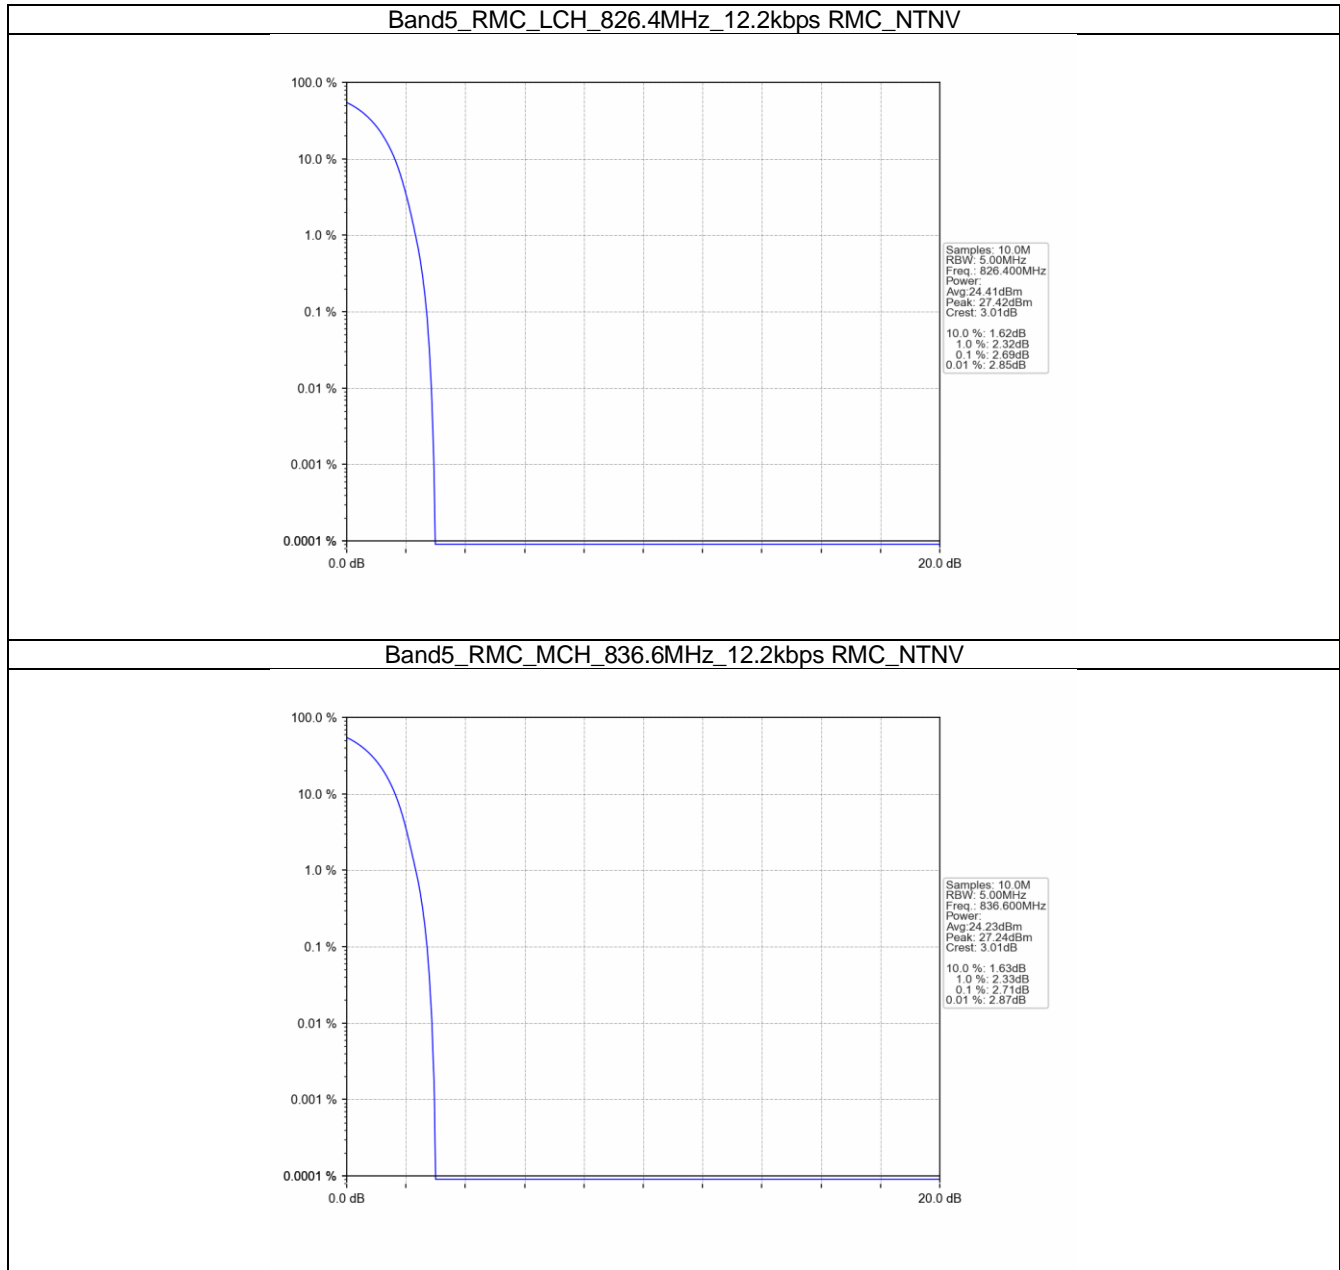 Band5_RMC_LCH_826.4MHz_12.2kbps RMC_NTNV
100.0 %
10.0 %
1.0 %
0.1 %
0.01 %
0.001 %
0.0001 %
0.0 dB
20.0 dB
Samples: 10.0M
RBW: 5.00MHz
Freq.: 826.400MHz
Power:
Avg:24.41dBm
Peak: 27.42dBm
Crest: 3.01dB
10.0 %: 1.62dB
1.0 %: 2.32dB
0.1 %: 2.69dB
0.01 %: 2.85dB
Band5_RMC_MCH_836.6MHz_12.2kbps RMC_NTNV
100.0 %
10.0 %
1.0 %
0.1 %
0.01 %
0.001 %
0.0001 %
0.0 dB
20.0 dB
Samples: 10.0M
RBW: 5.00MHz
Freq.: 836.600MHz
Power:
Avg:24.23dBm
Peak: 27.24dBm
Crest: 3.01dB
10.0 %: 1.63dB
1.0 %: 2.33dB
0.1 %: 2.71dB
0.01 %: 2.87dB